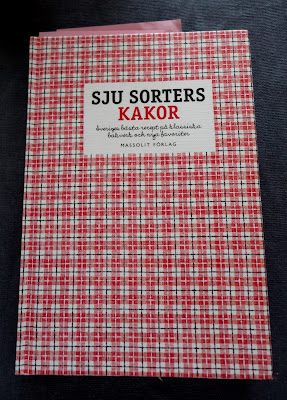 SJU SORTERS
KAKOR
Sveriges bästa recept på klassiska
bakverk och nya favoriter
MASSOLIT FÖRLAG